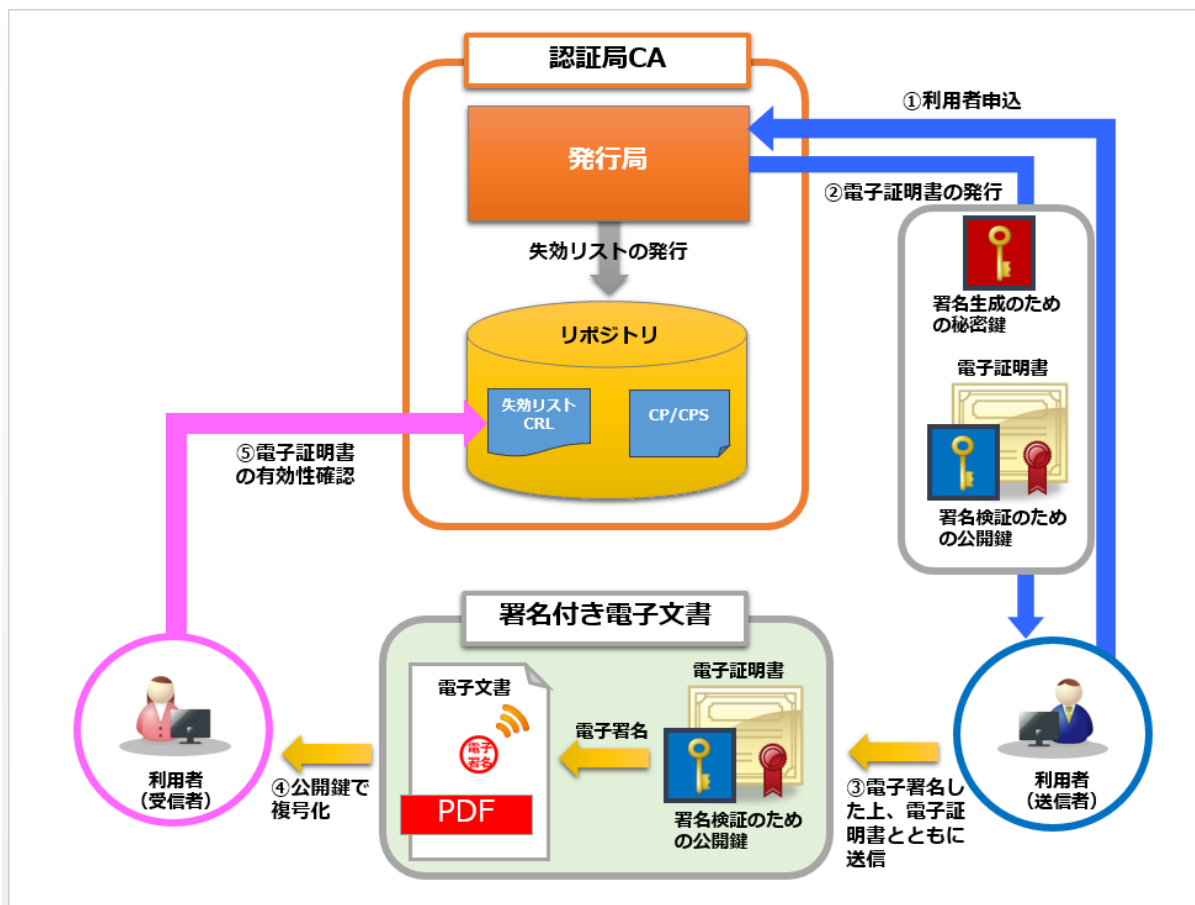 認証局CA
発行局
①利用者申込
②電子証明書の発行
失効リストの発行
署名生成のため
の秘密鍵
リポジトリ
電子証明書
失効リスト
CRL
CP/CPS
⑤電子証明書
の有効性確認
署名検証のため
の公開鍵
署名付き電子文書
電子文書
電子証明書
電子署名
電子
署名
PDF
署名検証のため
の公開鍵
④公開鍵で
複号化
利用者
(受信者)
③電子署名し
た上、電子証
明書とともに
送信
利用者
(送信者)